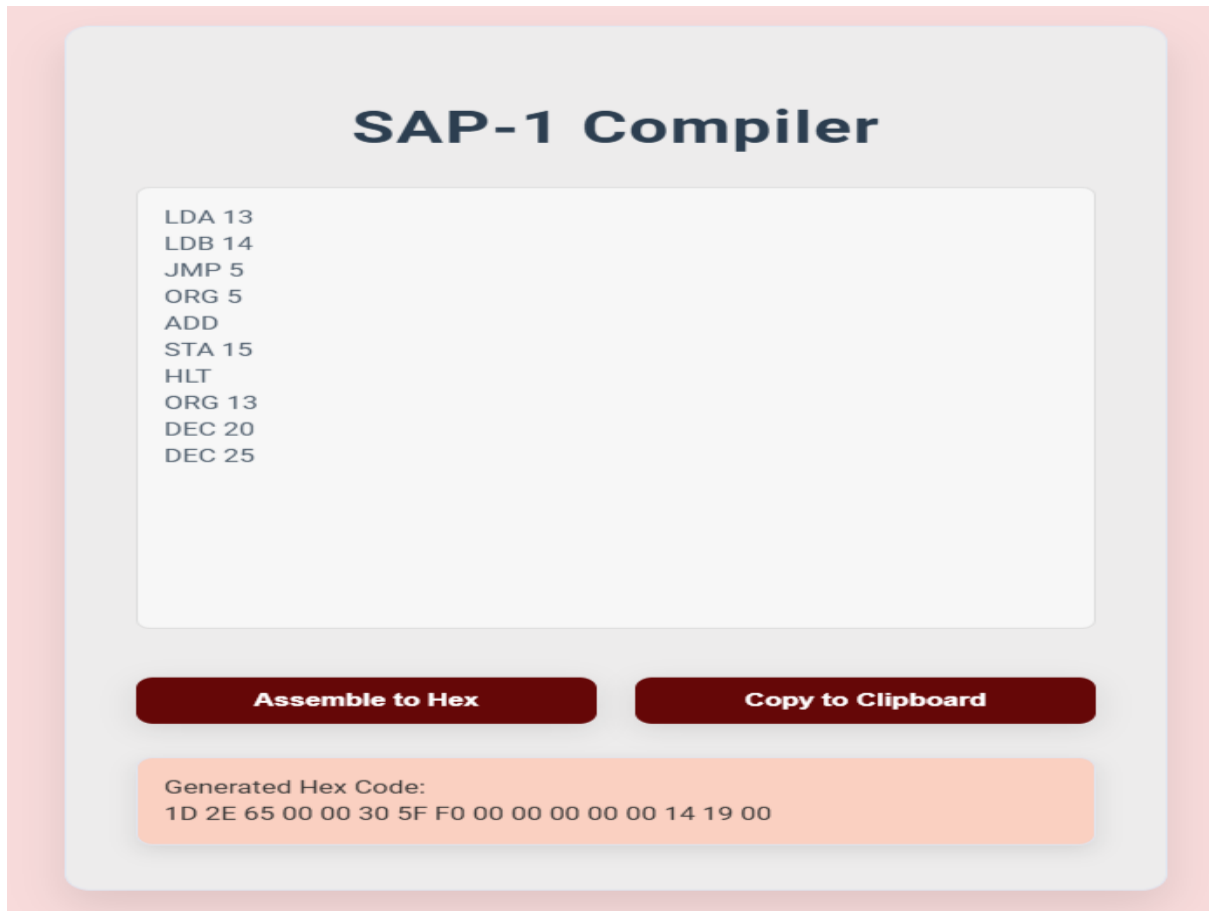 SAP-1 Compiler
LDA 13
LDB 14
JMP 5
ORG 5
ADD
STA 15
HLT
ORG 13
DEC 20
DEC 25
Assemble to Hex
Copy to Clipboard
Generated Hex Code:
1D 2E 65 00 00 30 5F F0 00 00 00 00 00 14 19 00